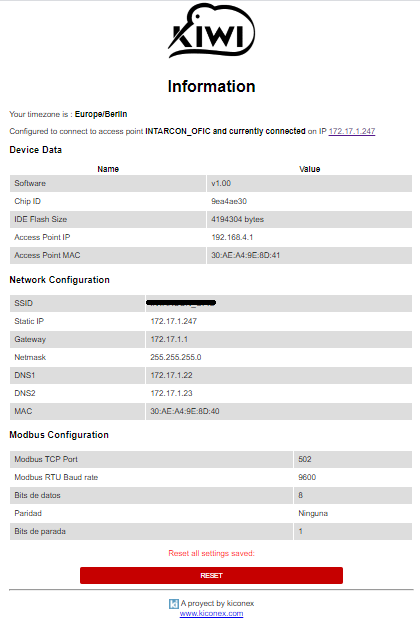 KIWI
Information
Your timezone is : Europe/Berlin
Configured to connect to access point INTARCON_OFIC and currently connected on IP 172.17.1.247
Device Data
Name Value
Software v1.00
Chip ID 9ea4ae30
IDE Flash Size 4194304 bytes
Access Point IP 192.168.4.1
Access Point MAC 30:AE:A4:9E:8D:41
Network Configuration
SSID
Static IP 172.17.1.247
Gateway 172.17.1.1
Netmask 255.255.255.0
DNS1 172.17.1.22
DNS2 172.17.1.23
MAC 30:AE:A4:9E:8D:40
Modbus Configuration
Modbus TCP Port 502
Modbus RTU Baud rate 9600
Bits de datos 8
Paridad Ninguna
Bits de parada 1
Reset all settings saved:
RESET
A proyect by kiconex
www.kiconex.com